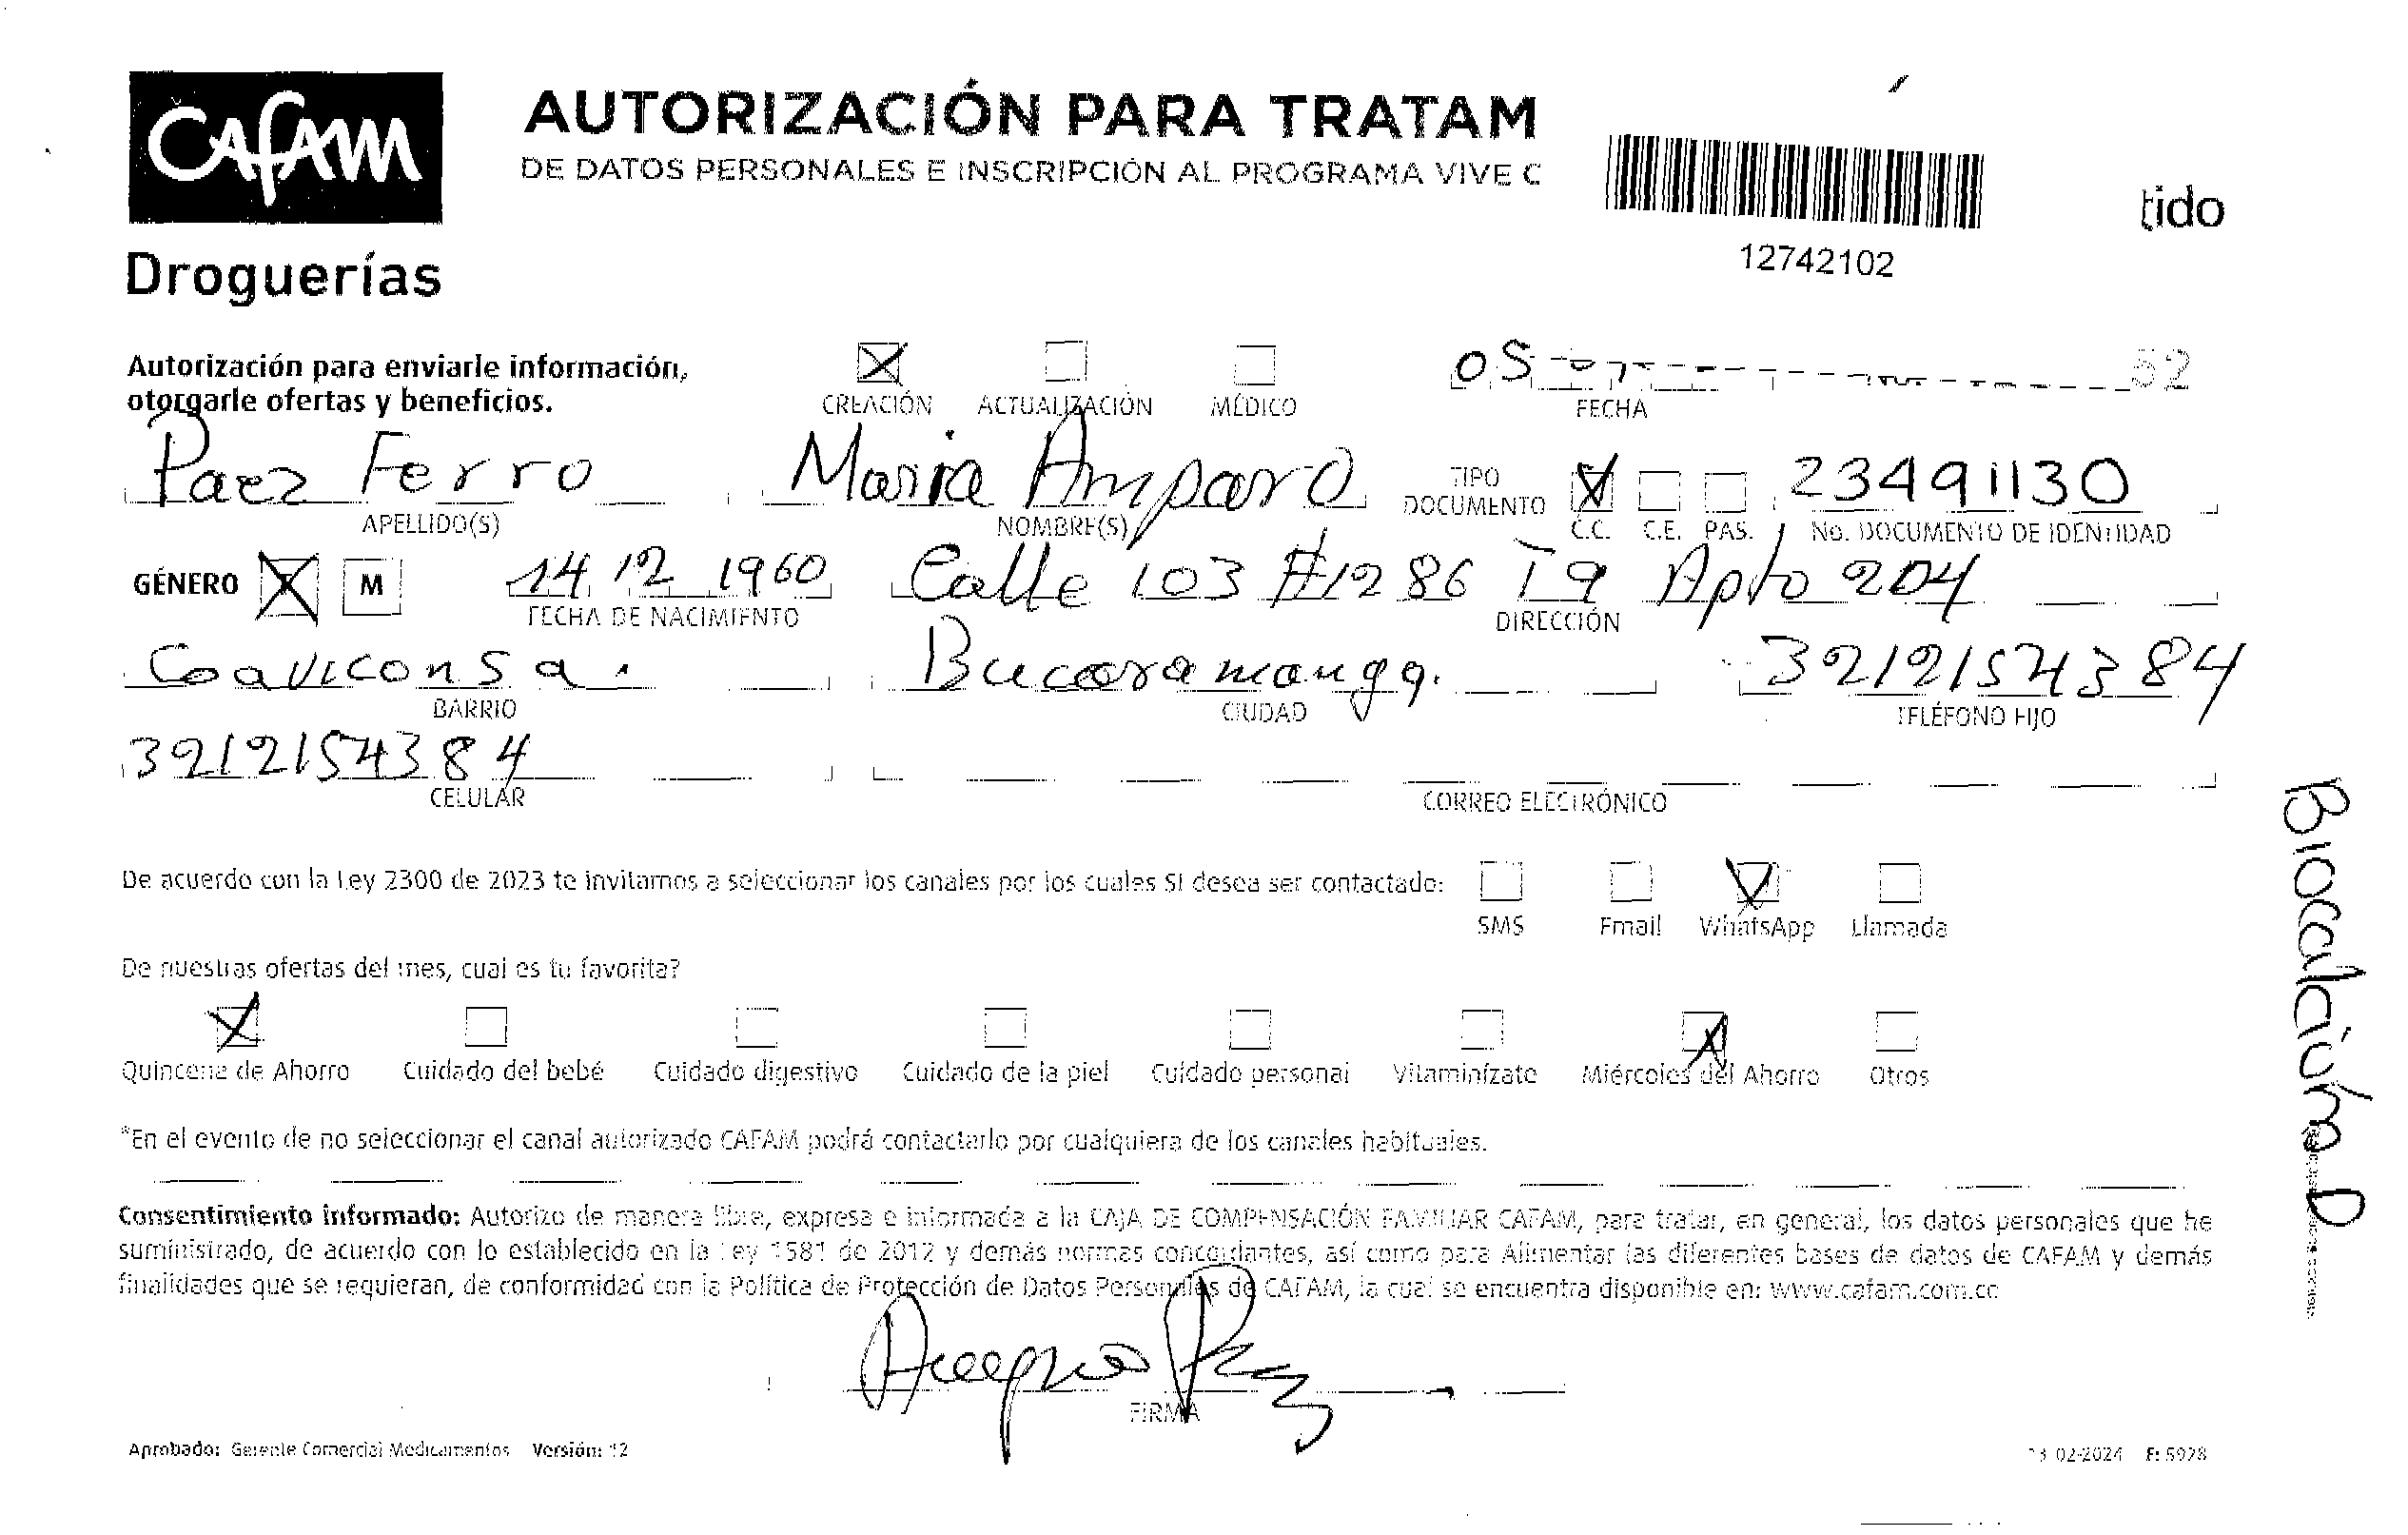 CAFAM
Droguerías
AUTORIZACIÓN PARA TRATAM
DE DATOS PERSONALES E INSCRIPCIÓN AL PROGRAMA VIVE C
12742102
tido
Autorización para enviarle información,
otorgarle ofertas y beneficios.
CREACIÓN ACTUALIZACIÓN MÉDICO
05 52
FECHA
Paez Ferro Maria Amparo TIPO DOCUMENTO 23491130
APELLIDO(S) NOMBRE(S) C.C. C.E. PAS. No. DOCUMENTO DE IDENTIDAD
GÉNERO F M 14 12 1960 Calle 103 #12 86 T9 Apto 204
FECHA DE NACIMIENTO DIRECCIÓN
Coaviconsa. Bucaramanga. 3212154384
BARRIO CIUDAD TELÉFONO FIJO
3212154384
CELULAR CORREO ELECTRÓNICO
De acuerdo con la Ley 2300 de 2023 te invitamos a seleccionar los canales por los cuales SI desea ser contactado:
SMS Email WhatsApp Llamada
De nuestras ofertas del mes, cual es tu favorita?
Quincena de Ahorro Cuidado del bebé Cuidado digestivo Cuidado de la piel Cuidado personal Vitaminízate Miércoles del Ahorro Otros
*En el evento de no seleccionar el canal autorizado CAFAM podrá contactarlo por cualquiera de los canales habituales.
Consentimiento informado: Autorizo de manera libre, expresa e informada a la CAJA DE COMPENSACIÓN FAMILIAR CAFAM, para tratar, en general, los datos personales que he
suministrado, de acuerdo con lo establecido en la Ley 1581 de 2012 y demás normas concordantes, así como para Alimentar las diferentes bases de datos de CAFAM y demás
finalidades que se requieran, de conformidad con la Política de Protección de Datos Personales de CAFAM, la cual se encuentra disponible en: www.cafam.com.co
FIRMA
Aprobado: Gerente Comercial Medicamentos Versión: 12
02-2024 F: 5928
Biocalcium D